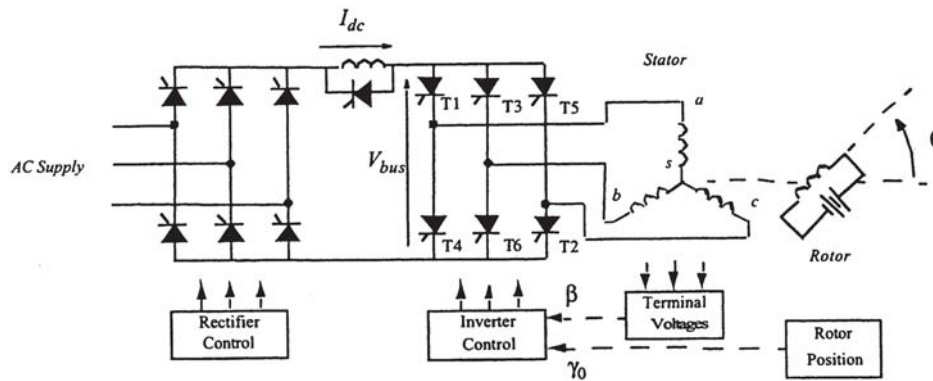 I_dc
Stator
T1
T3
T5
a
AC Supply
V_bus
s
b
c
T4
T6
T2
Rotor
β
Rectifier
Control
Inverter
Control
Terminal
Voltages
Rotor
Position
γ0